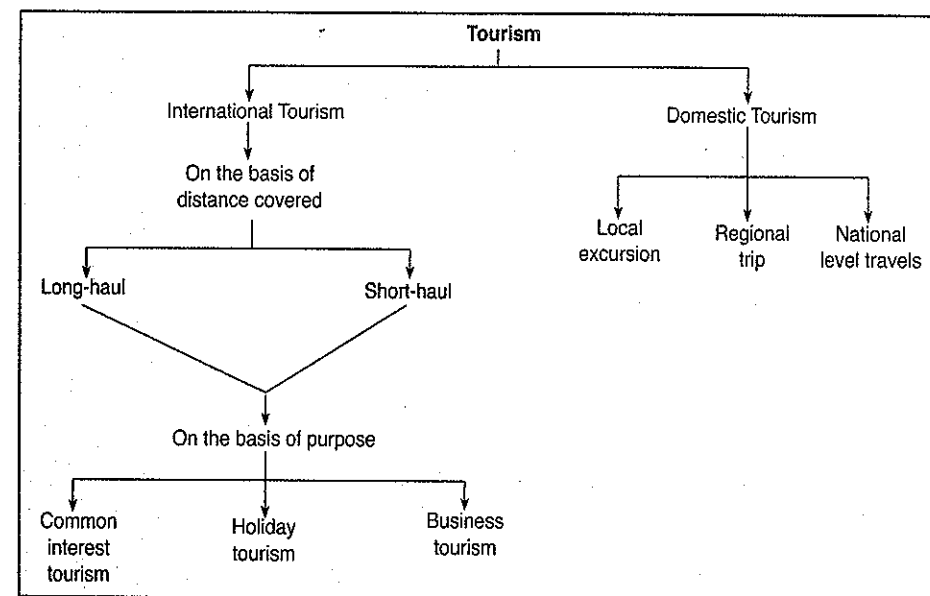 Tourism
International Tourism
Domestic Tourism
On the basis of
distance covered
Local
excursion
Regional
trip
National
level travels
Long-haul
Short-haul
On the basis of purpose
Common
interest
tourism
Holiday
tourism
Business
tourism